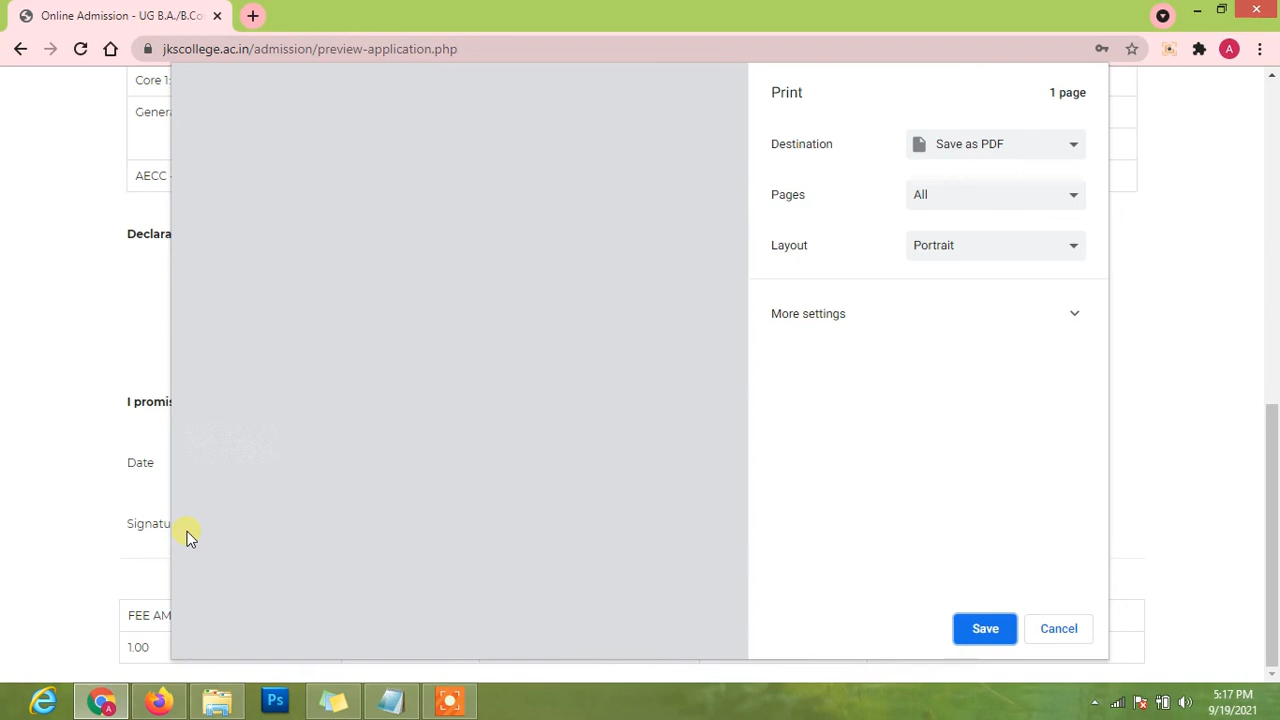 Online Admission - UG B.A./B.Co
jkscollege.ac.in/admission/preview-application.php
A
Core 1:
Genera
AECC -
Declara
I promis
Date
Signatu
FEE AM
1.00
Print
1 page
Destination
Save as PDF
Pages
All
Layout
Portrait
More settings
Save
Cancel
Ps
5:17 PM
9/19/2021